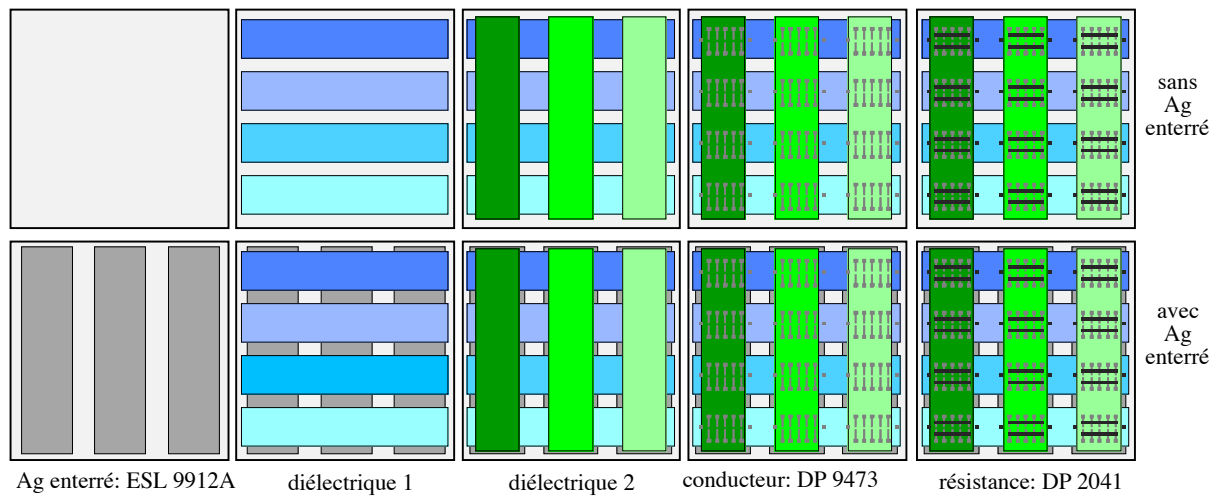 sans
Ag
enterré
avec
Ag
enterré
Ag enterré: ESL 9912A
diélectrique 1
diélectrique 2
conducteur: DP 9473
résistance: DP 2041